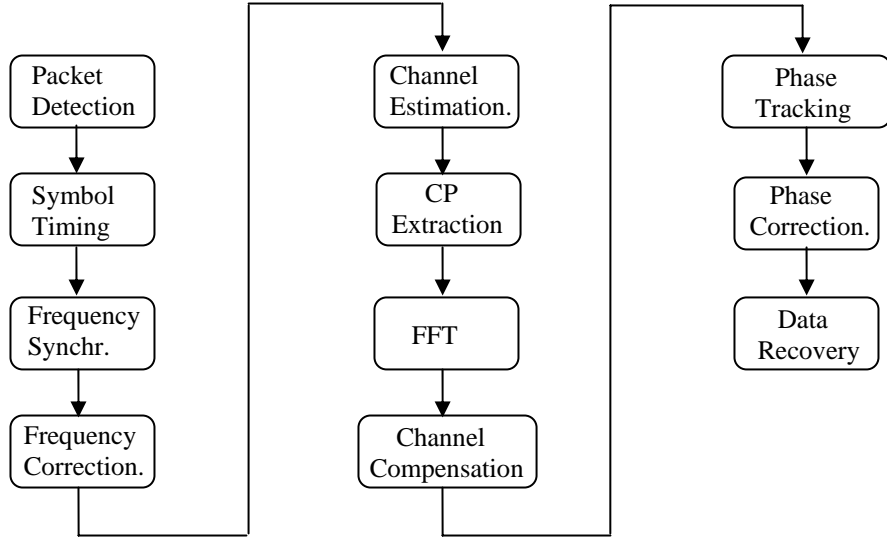 Packet
Detection
Symbol
Timing
Frequency
Synchr.
Frequency
Correction.
Channel
Estimation.
CP
Extraction
FFT
Channel
Compensation
Phase
Tracking
Phase
Correction.
Data
Recovery